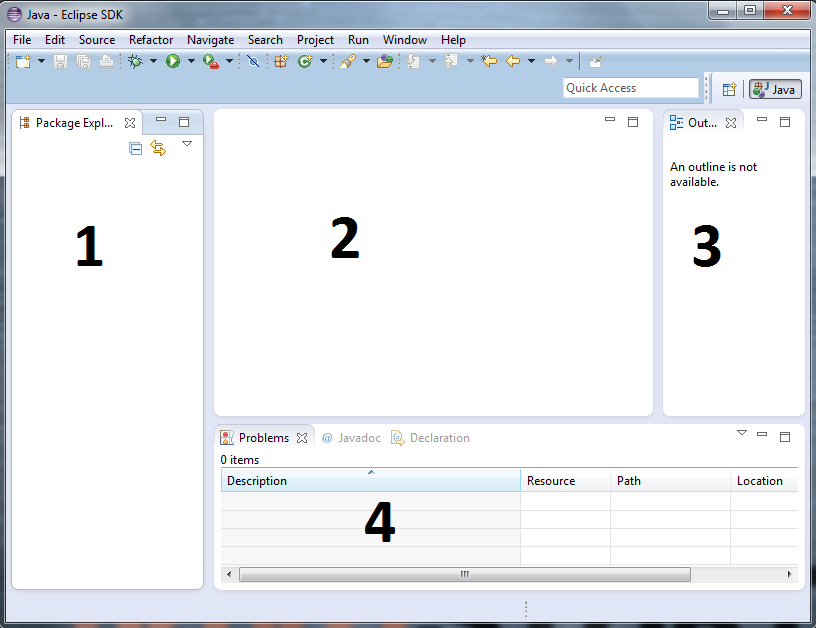 Java - Eclipse SDK
File Edit Source Refactor Navigate Search Project Run Window Help
Quick Access
Java
Package Expl...
Out...
An outline is not
available.
1
2
3
Problems @ Javadoc Declaration
0 items
Description Resource Path Location
4